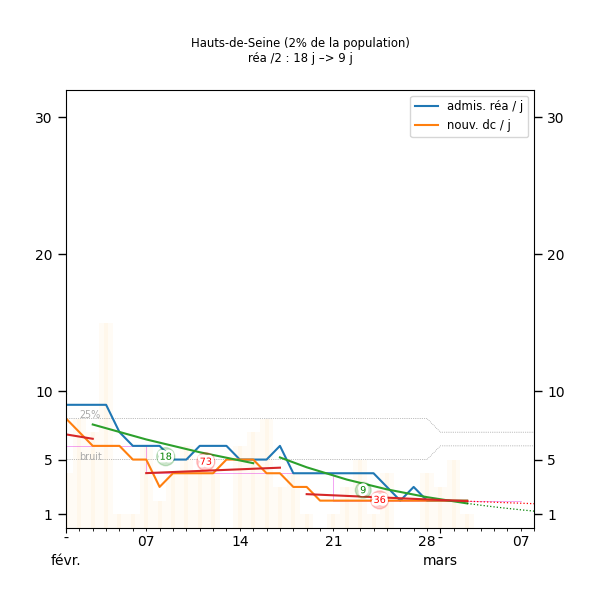 Hauts-de-Seine (2% de la population)
réa /2 : 18 j –> 9 j
admis. réa / j
nouv. dc / j
30 30
20 20
10 10
25%
bruit
18 73
5 5
9 36
1 1
07 14 21 28 07
févr. mars